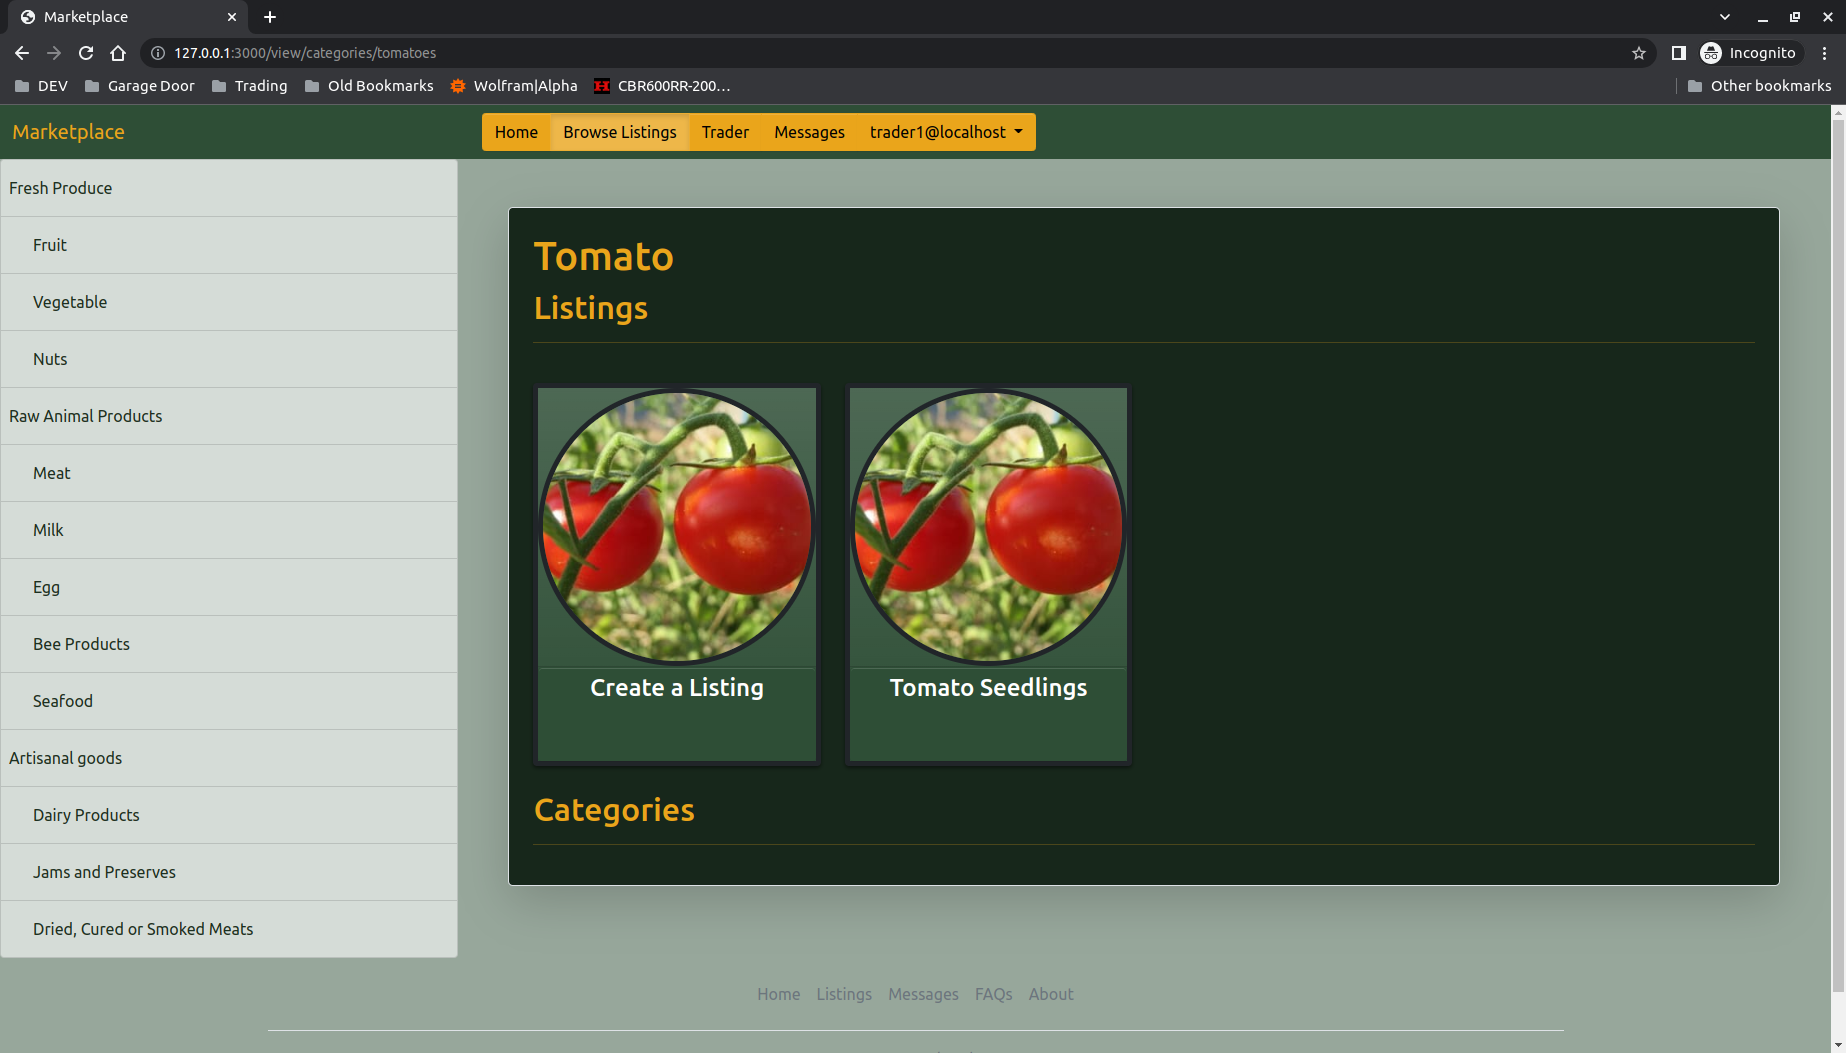 Marketplace
127.0.0.1:3000/view/categories/tomatoes
Incognito
DEV
Garage Door
Trading
Old Bookmarks
Wolfram|Alpha
CBR600RR-200...
Other bookmarks
Marketplace
Home
Browse Listings
Trader
Messages
trader1@localhost
Fresh Produce
Fruit
Vegetable
Nuts
Raw Animal Products
Meat
Milk
Egg
Bee Products
Seafood
Artisanal goods
Dairy Products
Jams and Preserves
Dried, Cured or Smoked Meats
Tomato
Listings
Create a Listing
Tomato Seedlings
Categories
Home
Listings
Messages
FAQs
About